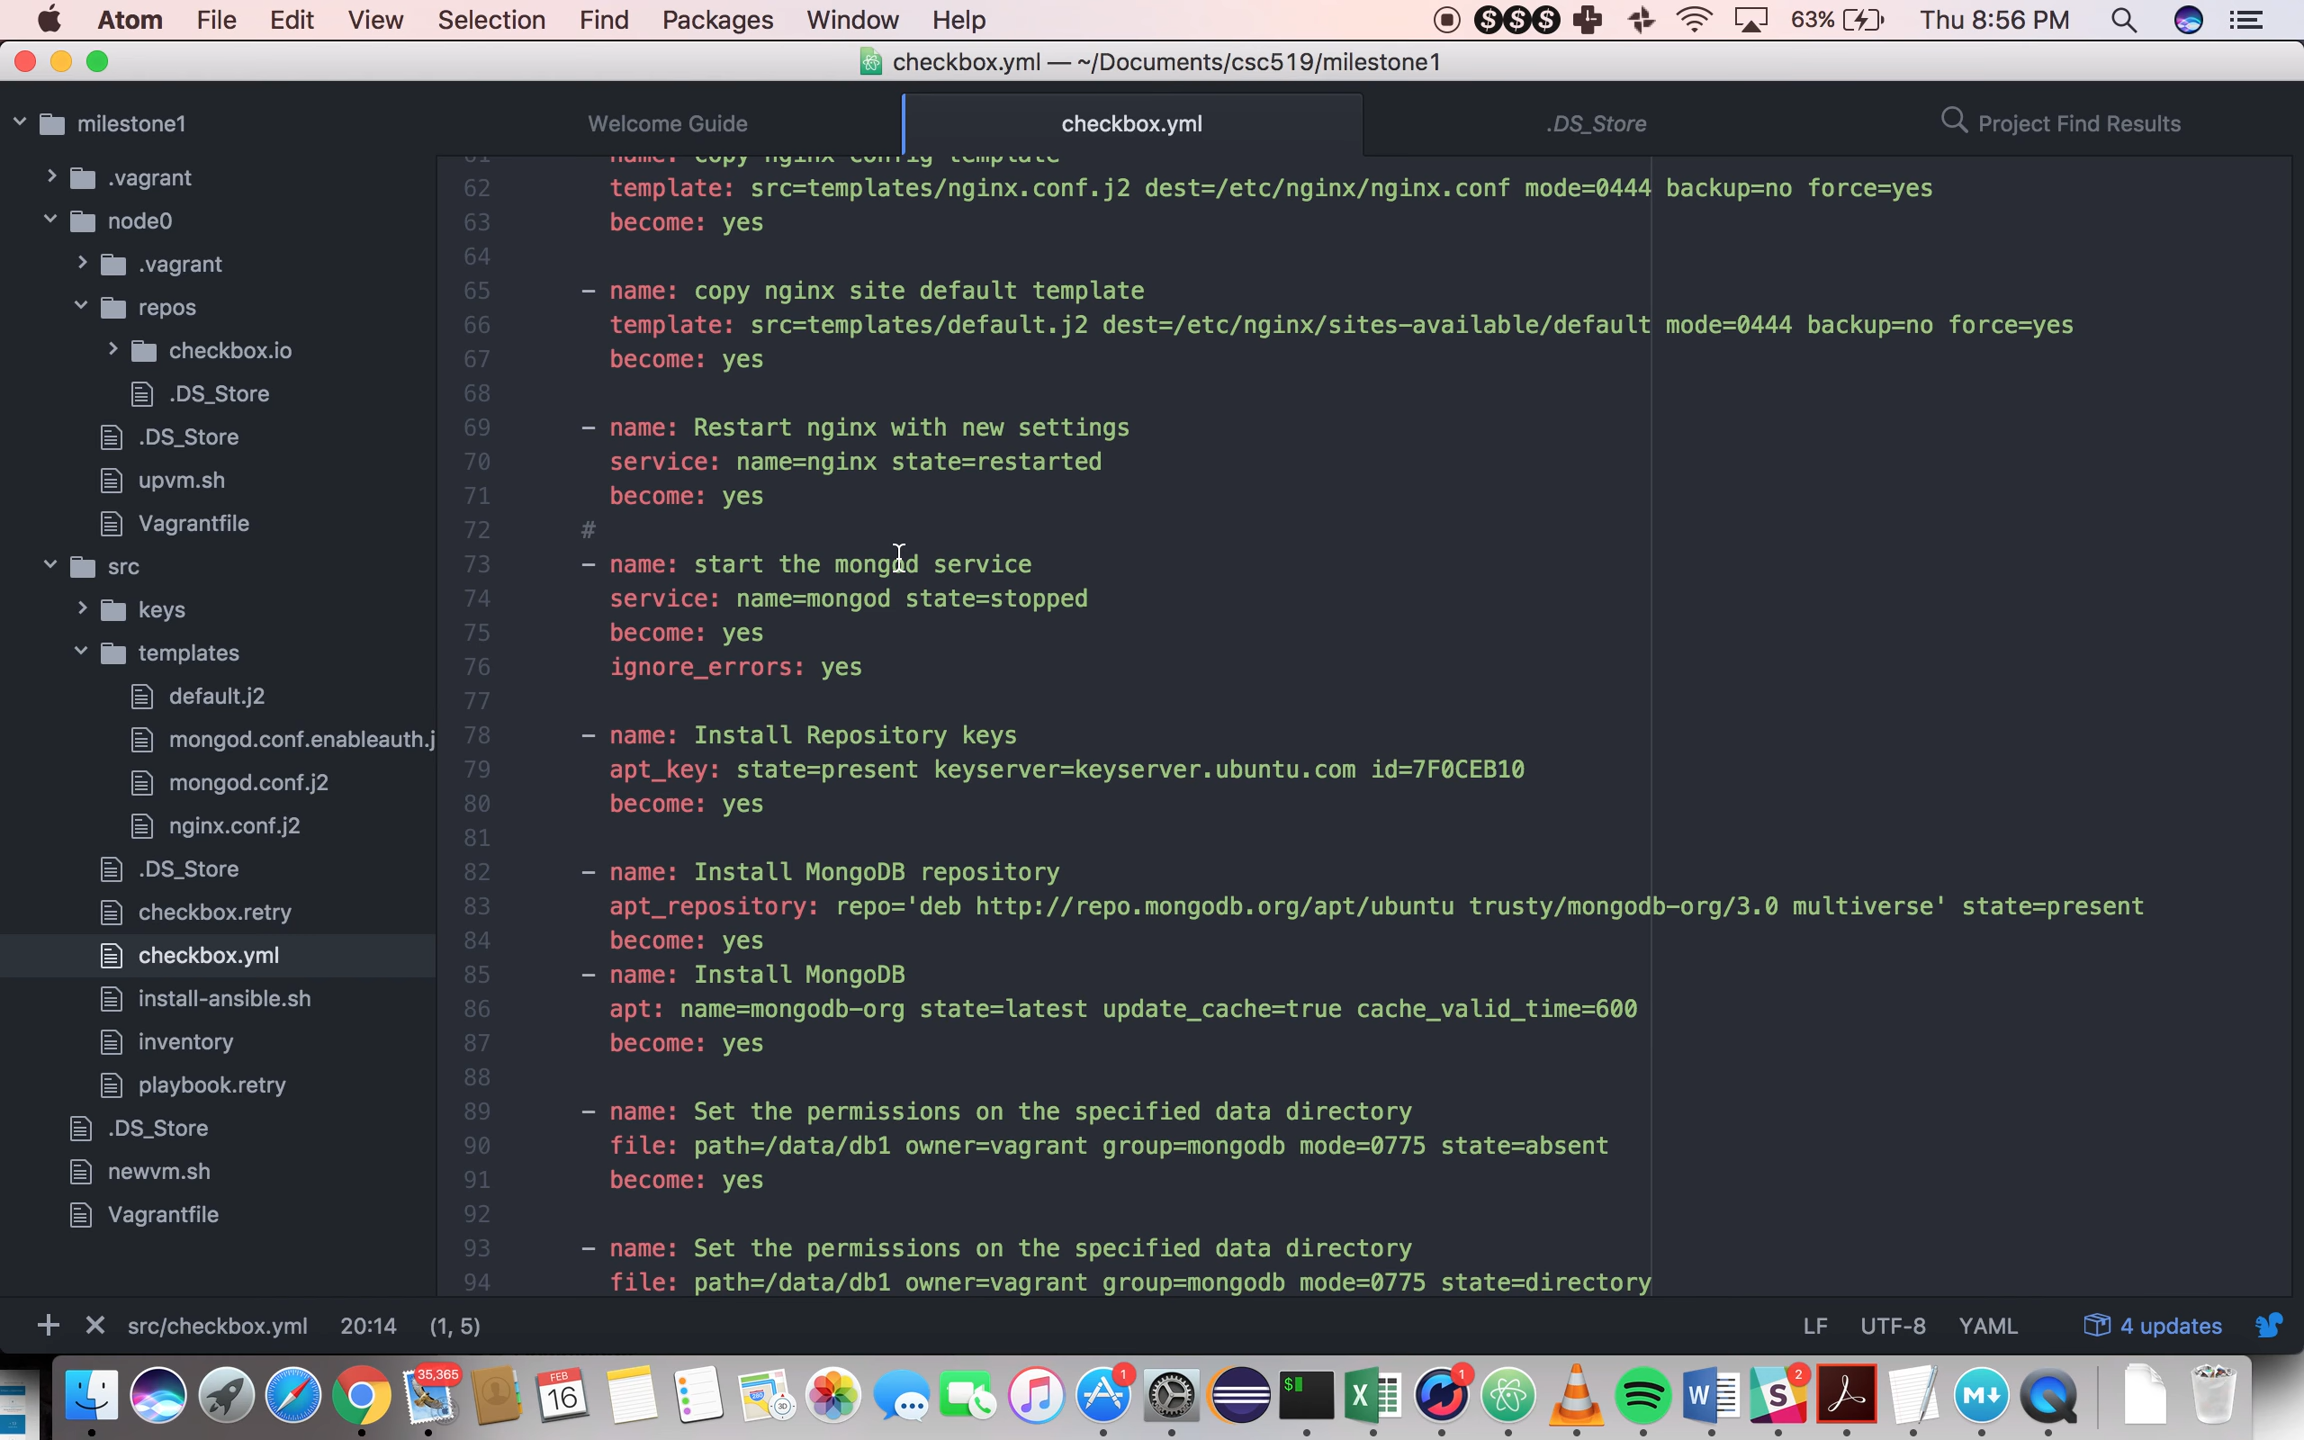 Atom File Edit View Selection Find Packages Window Help 63% Thu 8:56 PM
checkbox.yml — ~/Documents/csc519/milestone1
milestone1
.vagrant
node0
.vagrant
repos
checkbox.io
.DS_Store
.DS_Store
upvm.sh
Vagrantfile
src
keys
templates
default.j2
mongod.conf.enableauth.j
mongod.conf.j2
nginx.conf.j2
.DS_Store
checkbox.retry
checkbox.yml
install-ansible.sh
inventory
playbook.retry
.DS_Store
newvm.sh
Vagrantfile
Welcome Guide checkbox.yml .DS_Store Project Find Results
61 name: copy nginx config template
62 template: src=templates/nginx.conf.j2 dest=/etc/nginx/nginx.conf mode=0444 backup=no force=yes
63 become: yes
64
65 - name: copy nginx site default template
66 template: src=templates/default.j2 dest=/etc/nginx/sites-available/default mode=0444 backup=no force=yes
67 become: yes
68
69 - name: Restart nginx with new settings
70 service: name=nginx state=restarted
71 become: yes
72 #
73 - name: start the mongod service
74 service: name=mongod state=stopped
75 become: yes
76 ignore_errors: yes
77
78 - name: Install Repository keys
79 apt_key: state=present keyserver=keyserver.ubuntu.com id=7F0CEB10
80 become: yes
81
82 - name: Install MongoDB repository
83 apt_repository: repo='deb http://repo.mongodb.org/apt/ubuntu trusty/mongodb-org/3.0 multiverse' state=present
84 become: yes
85 - name: Install MongoDB
86 apt: name=mongodb-org state=latest update_cache=true cache_valid_time=600
87 become: yes
88
89 - name: Set the permissions on the specified data directory
90 file: path=/data/db1 owner=vagrant group=mongodb mode=0775 state=absent
91 become: yes
92
93 - name: Set the permissions on the specified data directory
94 file: path=/data/db1 owner=vagrant group=mongodb mode=0775 state=directory
src/checkbox.yml 20:14 (1, 5) LF UTF-8 YAML 4 updates
35,365 FEB 16 3D 1 $ X 1 W S 2 M